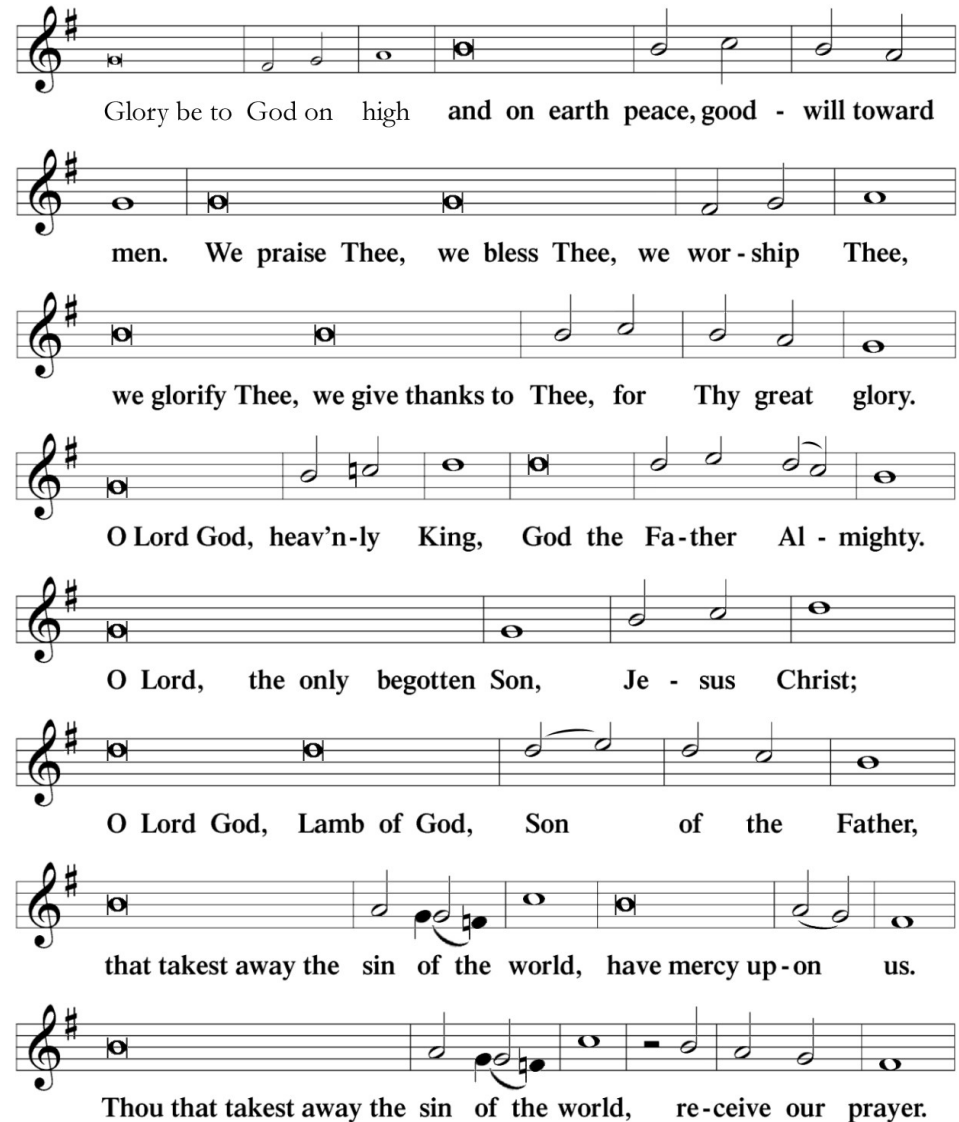 Glory be to God on high and on earth peace, good - will toward
men. We praise Thee, we bless Thee, we wor - ship Thee,
we glorify Thee, we give thanks to Thee, for Thy great glory.
O Lord God, heav’n-ly King, God the Fa-ther Al - mighty.
O Lord, the only begotten Son, Je - sus Christ;
O Lord God, Lamb of God, Son of the Father,
that takest away the sin of the world, have mercy up-on us.
Thou that takest away the sin of the world, re-ceive our prayer.